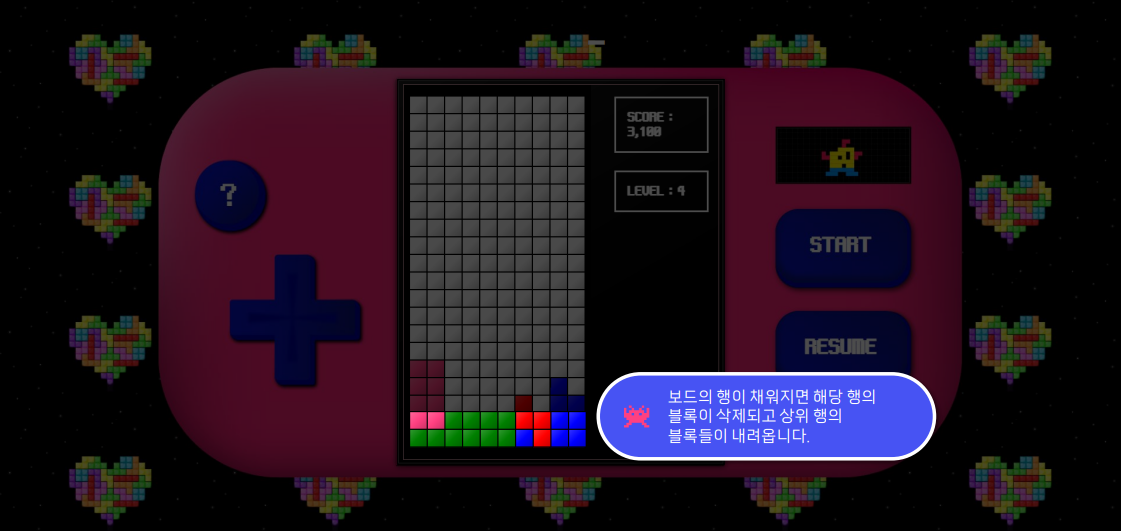 SCORE :
3,100
LEVEL : 4
?
START
RESUME
보드의 행이 채워지면 해당 행의
블록이 삭제되고 상위 행의
블록들이 내려옵니다.